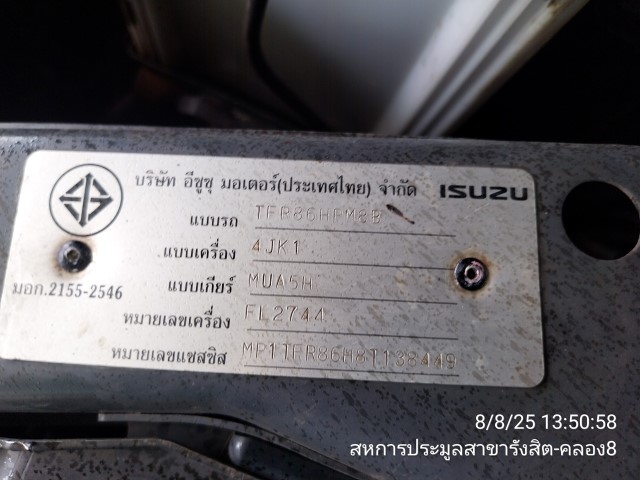 บริษัท อีซูซุ มอเตอร์(ประเทศไทย) จำกัด ISUZU
แบบรถ TFR86HFM8B
แบบเครื่อง 4JK1
แบบเกียร์ MUA5H
มอก.2155-2546
หมายเลขเครื่อง FL2744
หมายเลขแชสซิส MP1TFR86H8T138449
8/8/25 13:50:58
สหการประมูลสาขารังสิต-คลอง8